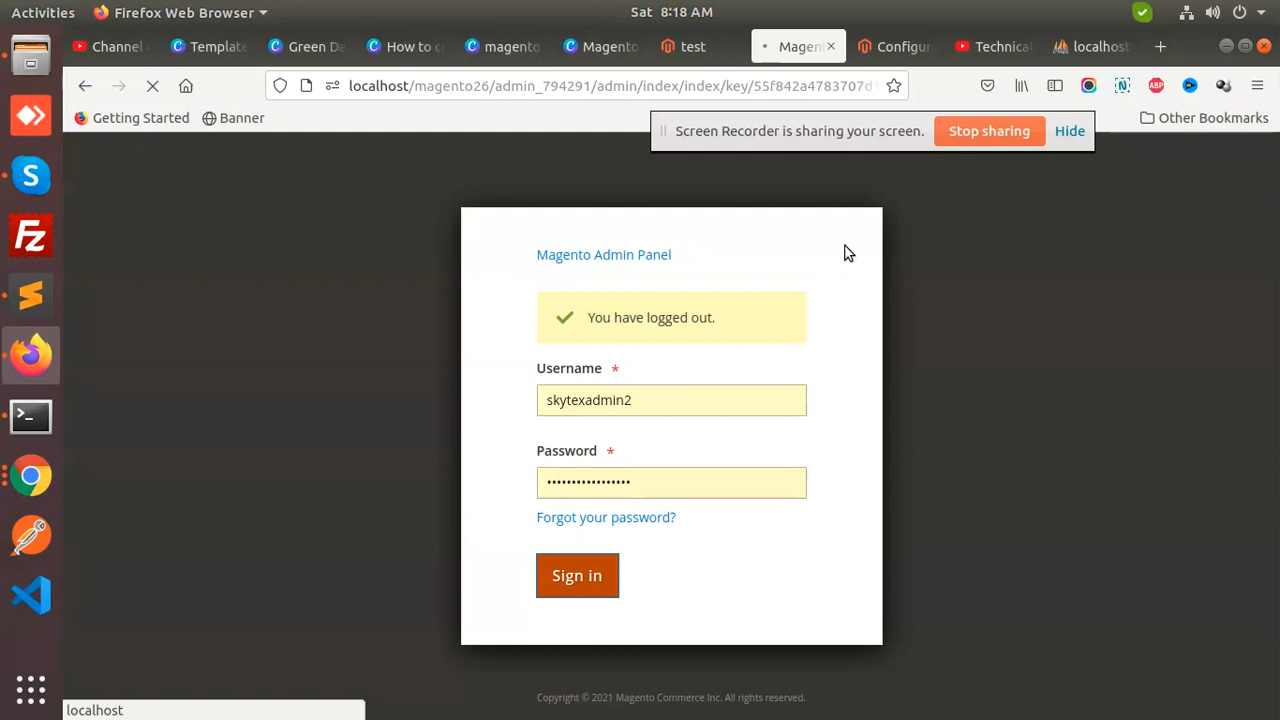 Activities
Firefox Web Browser
Sat 8:18 AM
Channel
Templat
Green Da
How to c
magento
Magento
test
Magen
Configur
Technical
localhost
localhost/magento26/admin_794291/admin/index/index/key/55f842a4783707d
ABP
Getting Started
Banner
Other Bookmarks
Screen Recorder is sharing your screen.
Stop sharing
Hide
Magento Admin Panel
You have logged out.
Username *
skytexadmin2
Password *
•••••••••••••••••
Forgot your password?
Sign in
Copyright © 2021 Magento Commerce Inc. All rights reserved.
localhost